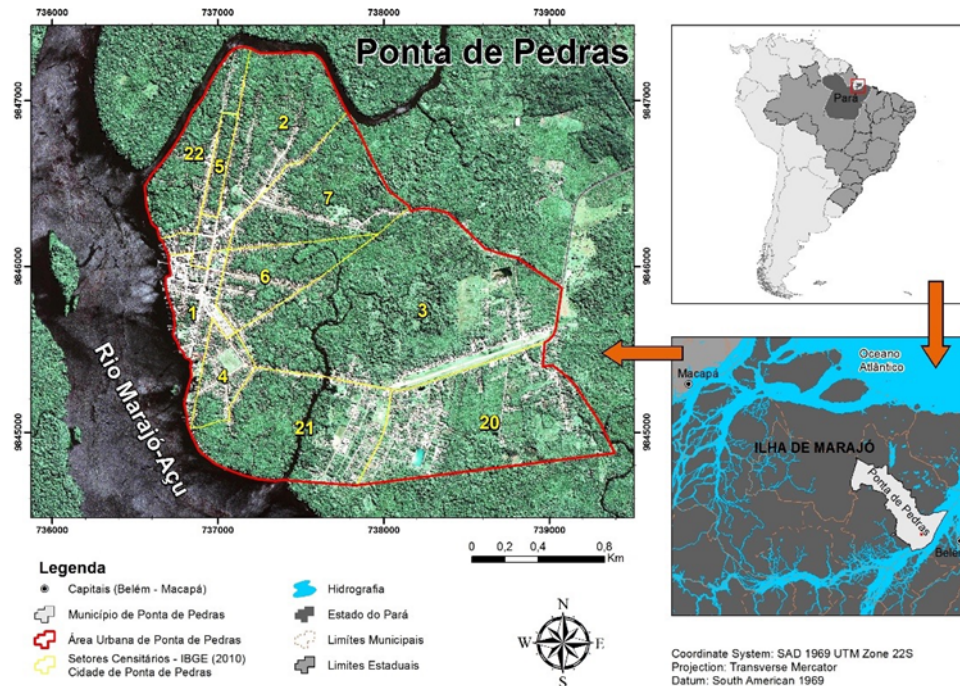 736000 737000 738000 739000
Ponta de Pedras
9847000
9847000
2
22
5
7
9846000
9846000
6
3
1
4
Rio Marajó-Açu
9845000
9845000
21
20
736000 737000 738000 739000
0 0,2 0,4 0,8
Km
Legenda
Capitais (Belém - Macapá)
Município de Ponta de Pedras
Área Urbana de Ponta de Pedras
Setores Censitários - IBGE (2010)
Cidade de Ponta de Pedras
Hidrografia
Estado do Pará
Limítes Municipais
Limites Estaduais
N
W E
S
Pará
Oceano
Atlântico
Macapá
ILHA DE MARAJÓ
Ponta de Pedras
Belém
Coordinate System: SAD 1969 UTM Zone 22S
Projection: Transverse Mercator
Datum: South American 1969